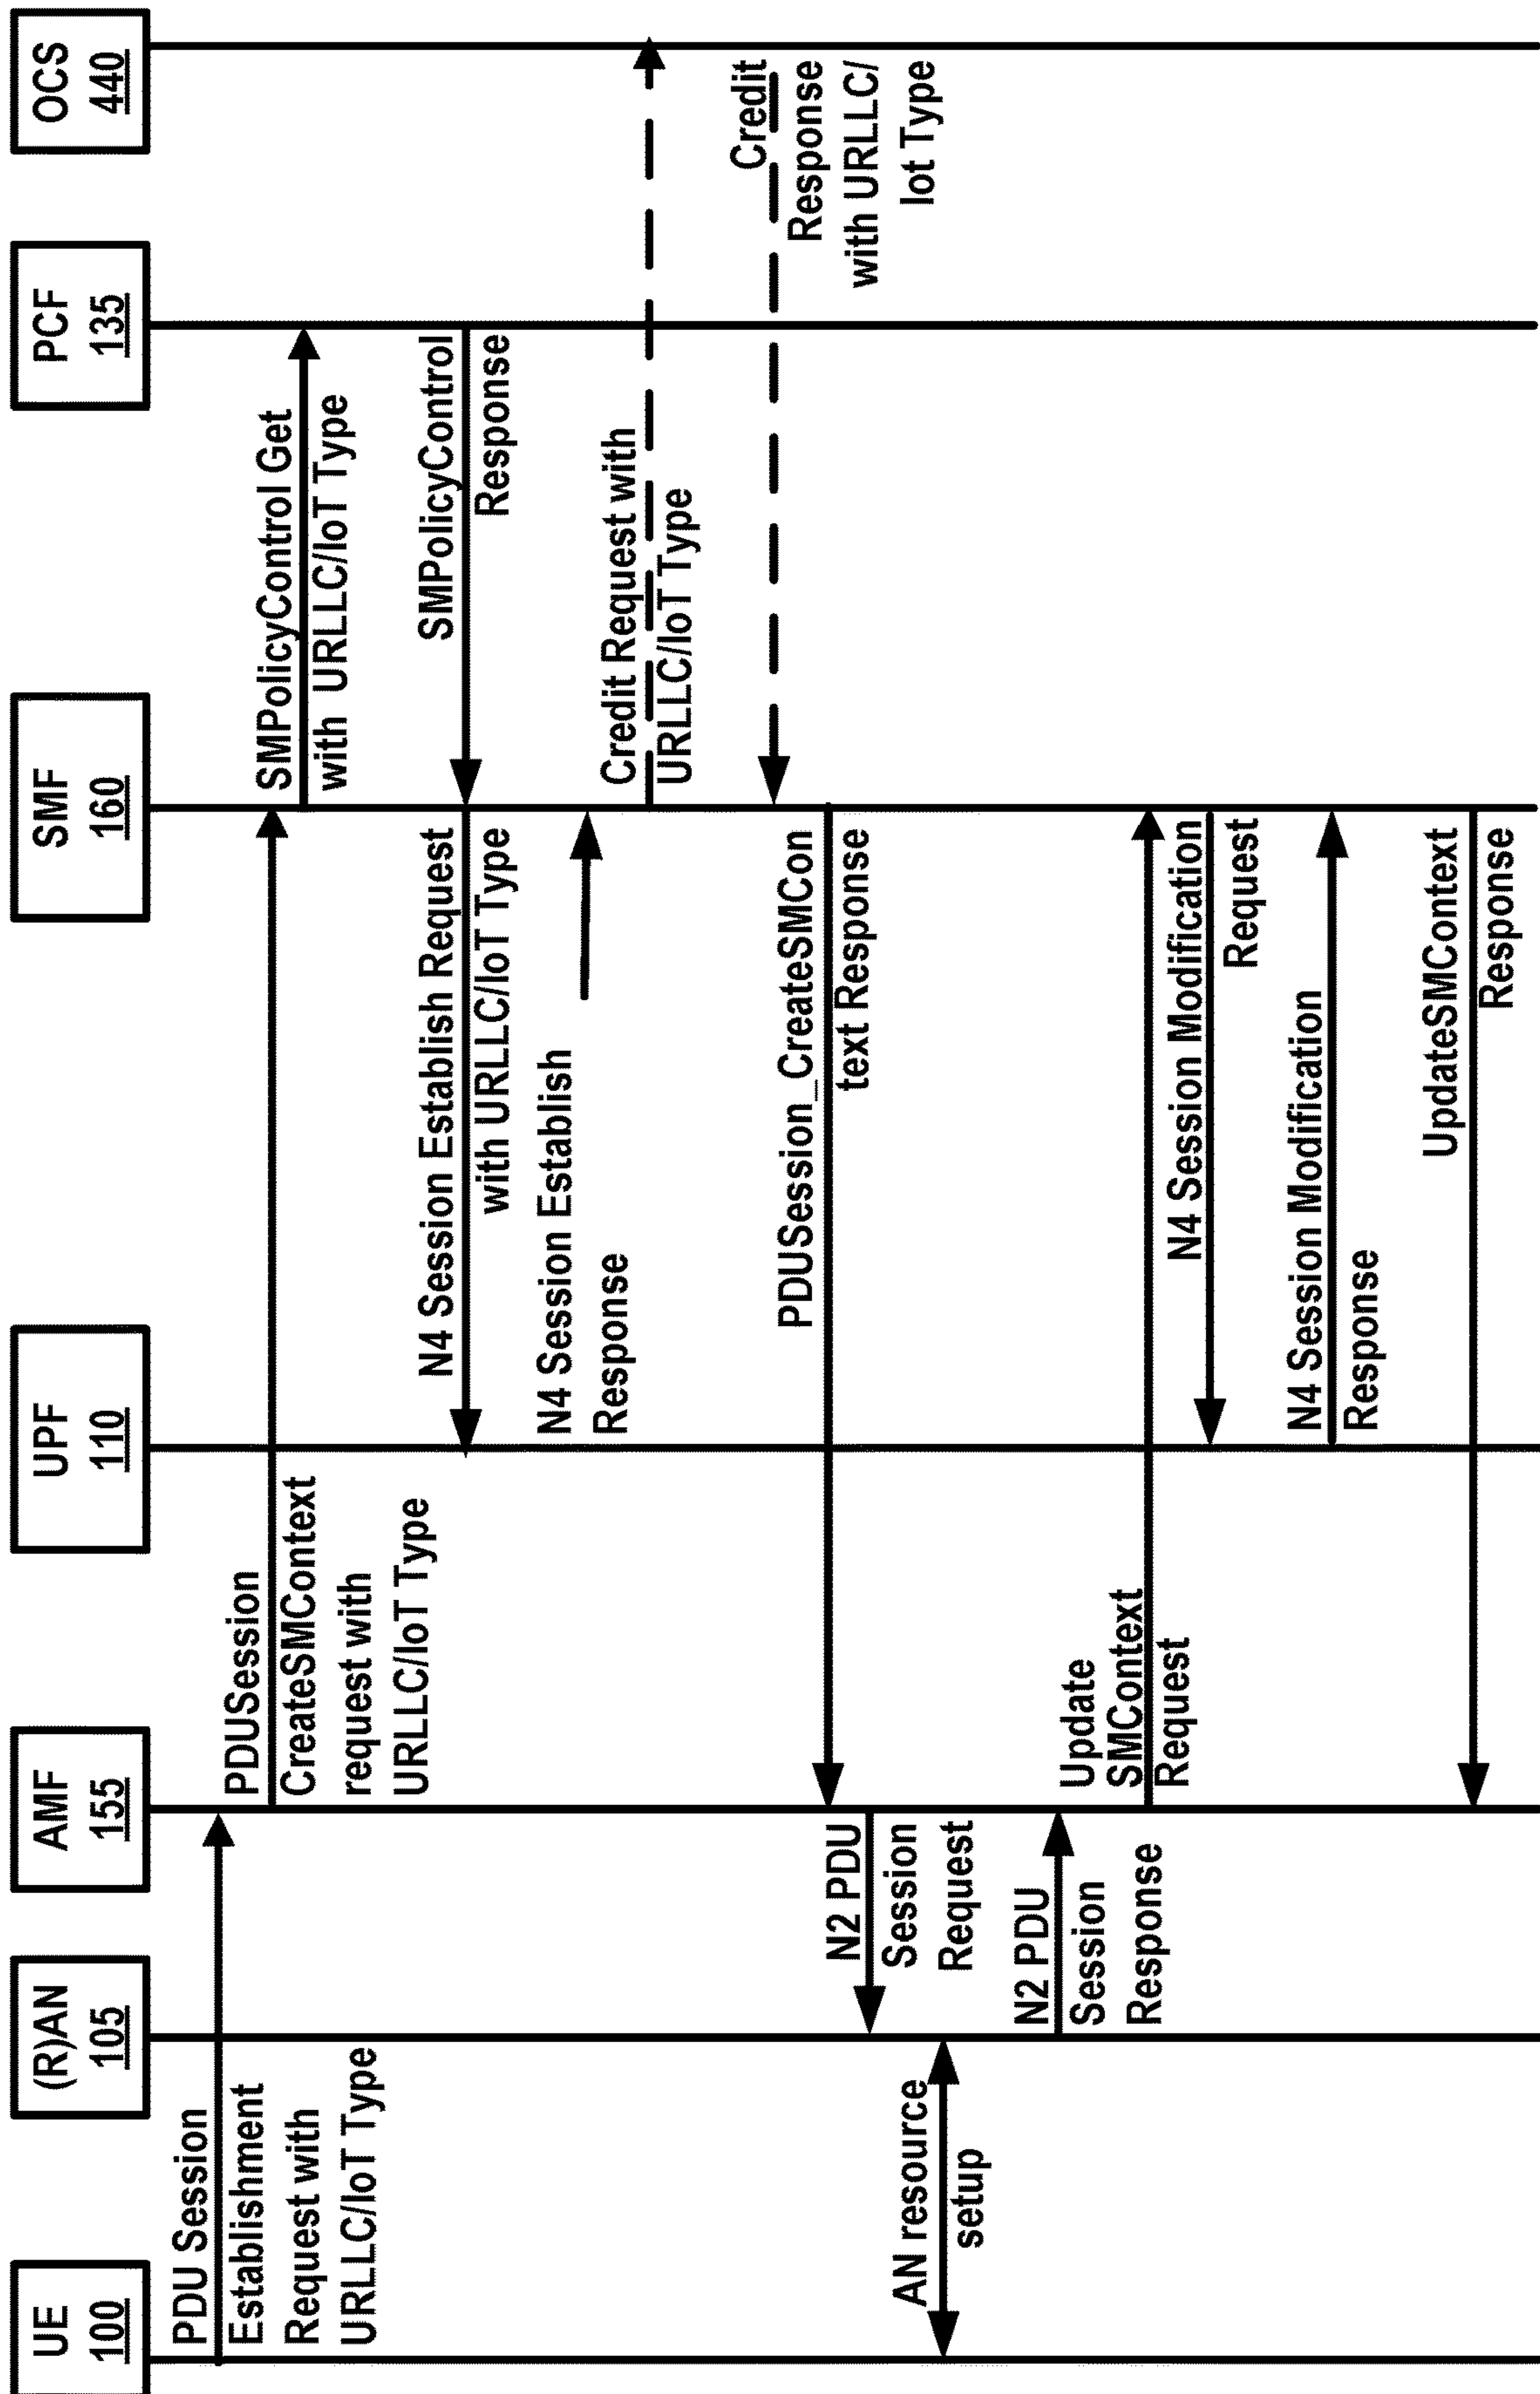 UE
100
(R)AN
105
AMF
155
UPF
110
SMF
160
PCF
135
OCS
440
PDU Session
Establishment
Request with
URLLC/IoT Type
PDUSession
CreateSMContext
request with
URLLC/IoT Type
SMPolicyControl Get
with URLLC/IoT Type
N4 Session Establish Request
with URLLC/IoT Type
SMPolicyControl
Response
N4 Session Establish
Response
Credit Request with
URLLC/IoT Type
Credit
Response
with URLLC/
Iot Type
PDUSession_CreateSMCon
text Response
N2 PDU
Session
Request
AN resource
setup
N2 PDU
Session
Response
Update
SMContext
Request
N4 Session Modification
Request
N4 Session Modification
Response
UpdateSMContext
Response